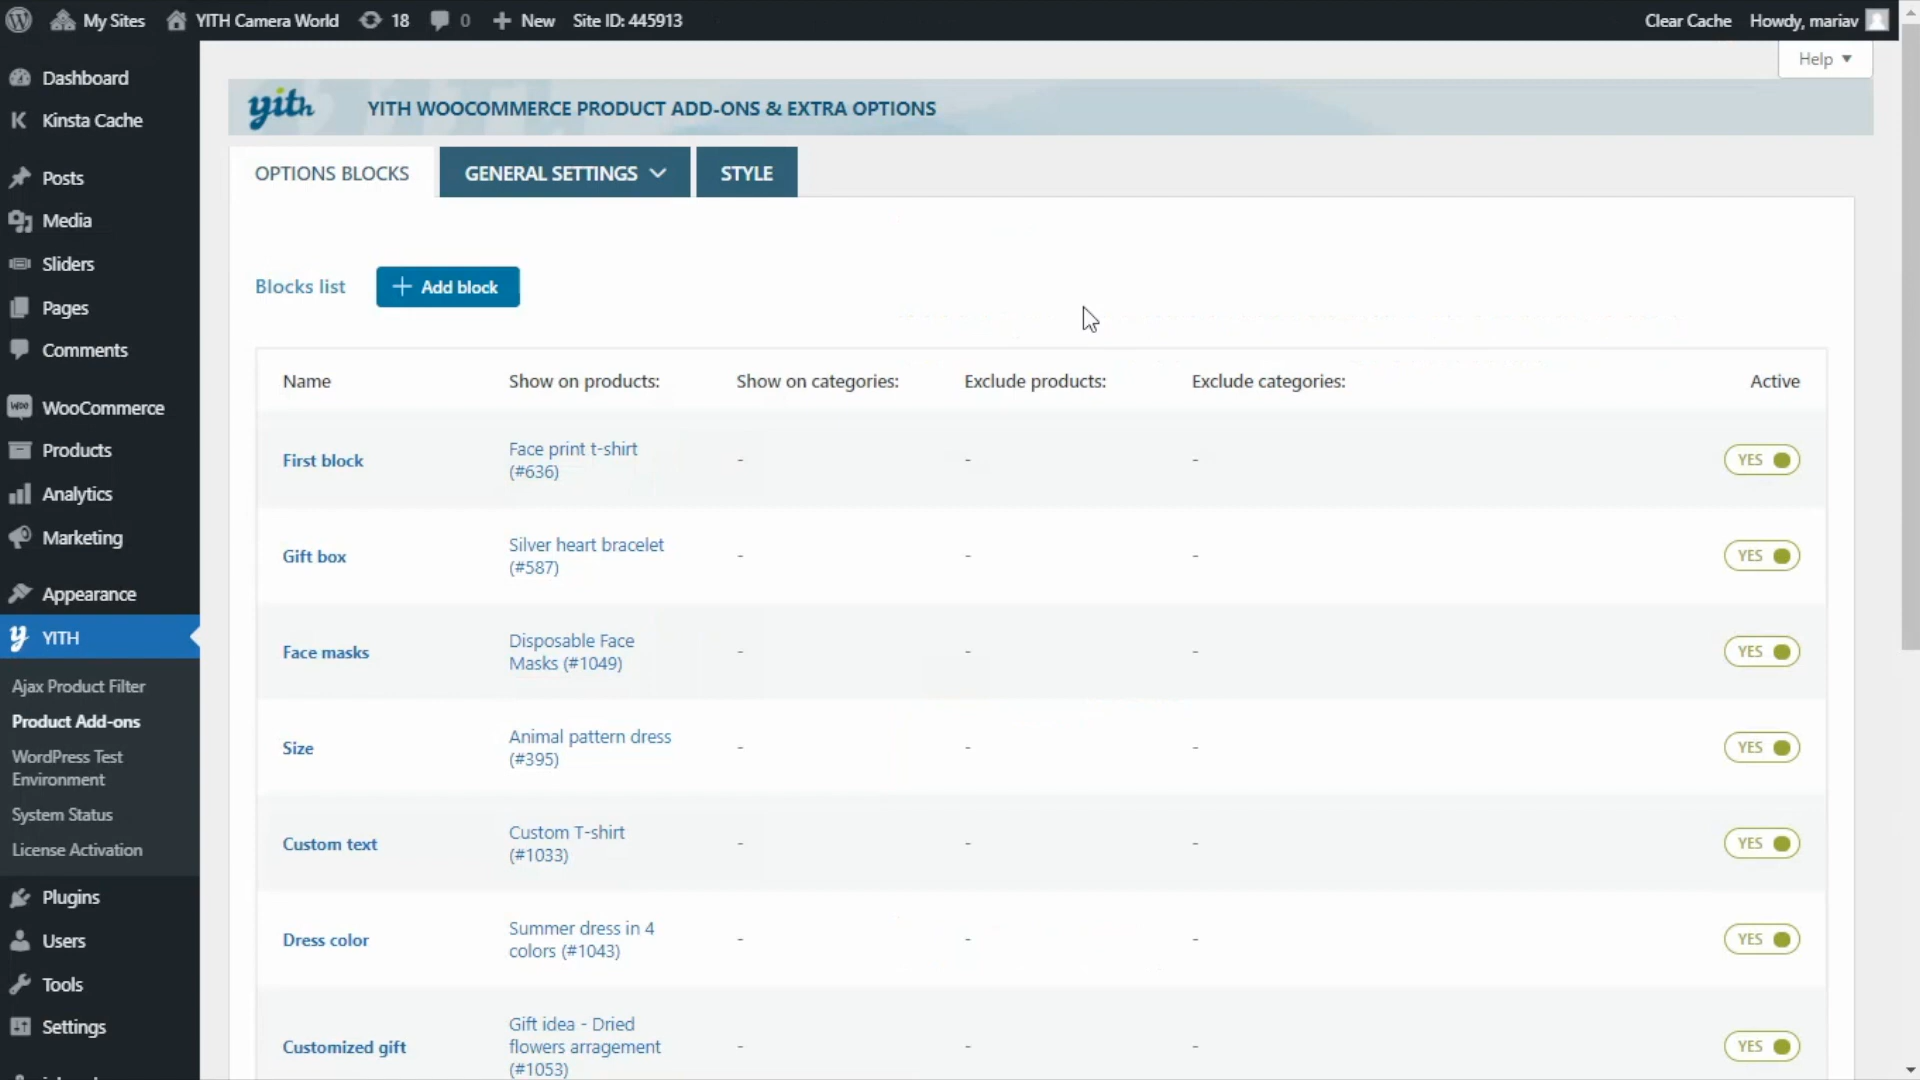 My Sites
YITH Camera World
18
0
New
Site ID: 445913
Clear Cache
Howdy, mariav
Help
Dashboard
Kinsta Cache
Posts
Media
Sliders
Pages
Comments
WooCommerce
Products
Analytics
Marketing
Appearance
YITH
Ajax Product Filter
Product Add-ons
WordPress Test
Environment
System Status
License Activation
Plugins
Users
Tools
Settings
yith
YITH WOOCOMMERCE PRODUCT ADD-ONS & EXTRA OPTIONS
OPTIONS BLOCKS
GENERAL SETTINGS
STYLE
Blocks list
+ Add block
Name
Show on products:
Show on categories:
Exclude products:
Exclude categories:
Active
First block
Face print t-shirt
(#636)
-
-
-
YES
Gift box
Silver heart bracelet
(#587)
-
-
-
YES
Face masks
Disposable Face
Masks (#1049)
-
-
-
YES
Size
Animal pattern dress
(#395)
-
-
-
YES
Custom text
Custom T-shirt
(#1033)
-
-
-
YES
Dress color
Summer dress in 4
colors (#1043)
-
-
-
YES
Customized gift
Gift idea - Dried
flowers arragement
(#1053)
-
-
-
YES